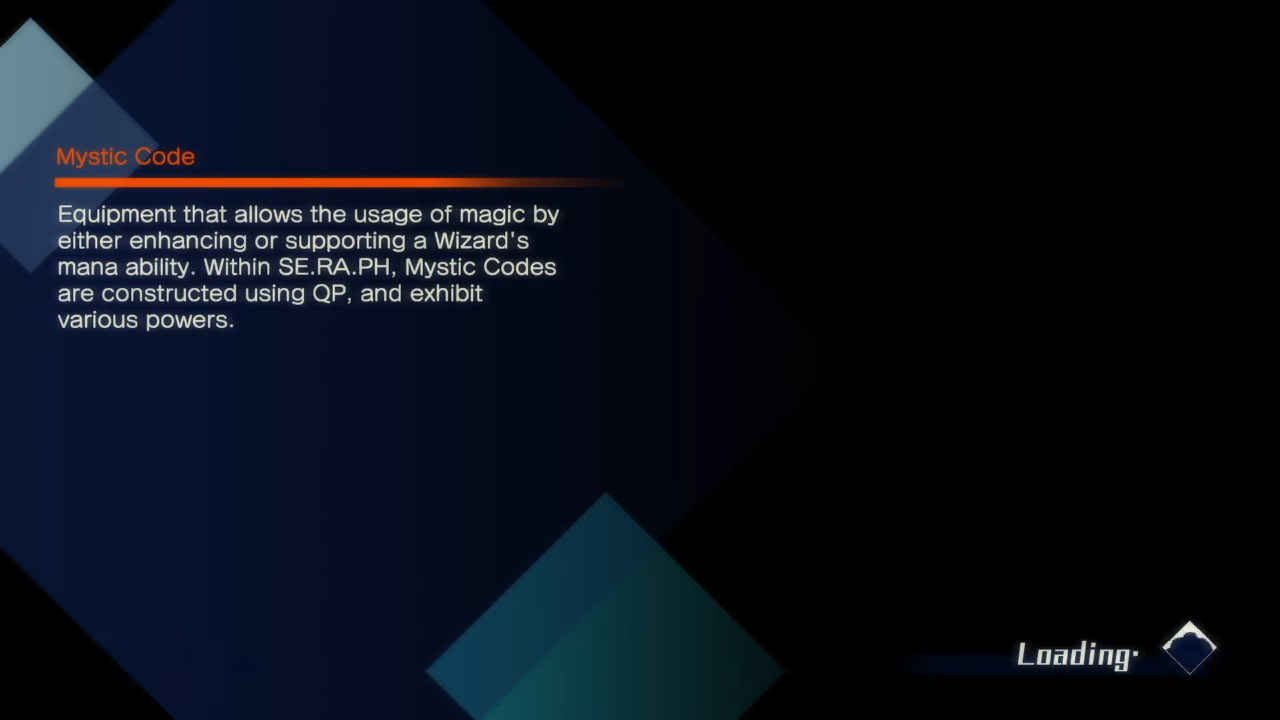 Mystic Code
Equipment that allows the usage of magic by
either enhancing or supporting a Wizard's
mana ability. Within SE.RA.PH, Mystic Codes
are constructed using QP, and exhibit
various powers.
Loading·